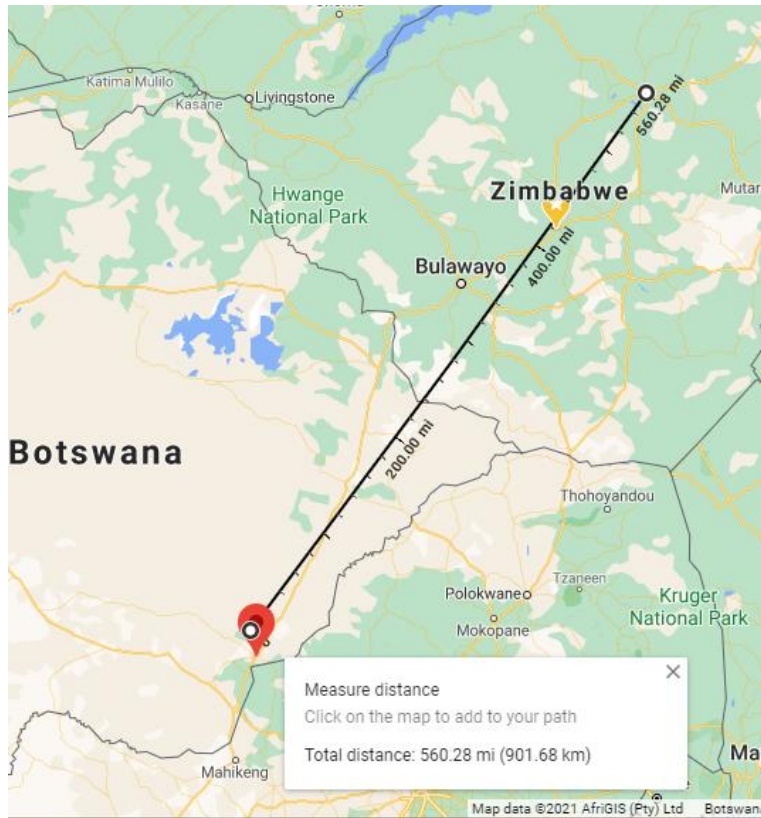 Katima Mulilo
Kasane
Livingstone
560.28 mi
Hwange
National Park
Zimbabwe
Mutar
400.00 mi
Bulawayo
Botswana
200.00 mi
Thohoyandou
Tzaneen
Polokwane
Kruger
National Park
Mokopane
Measure distance
Click on the map to add to your path
Total distance: 560.28 mi (901.68 km)
Mahikeng
Ma
Map data ©2021 AfriGIS (Pty) Ltd Botswana